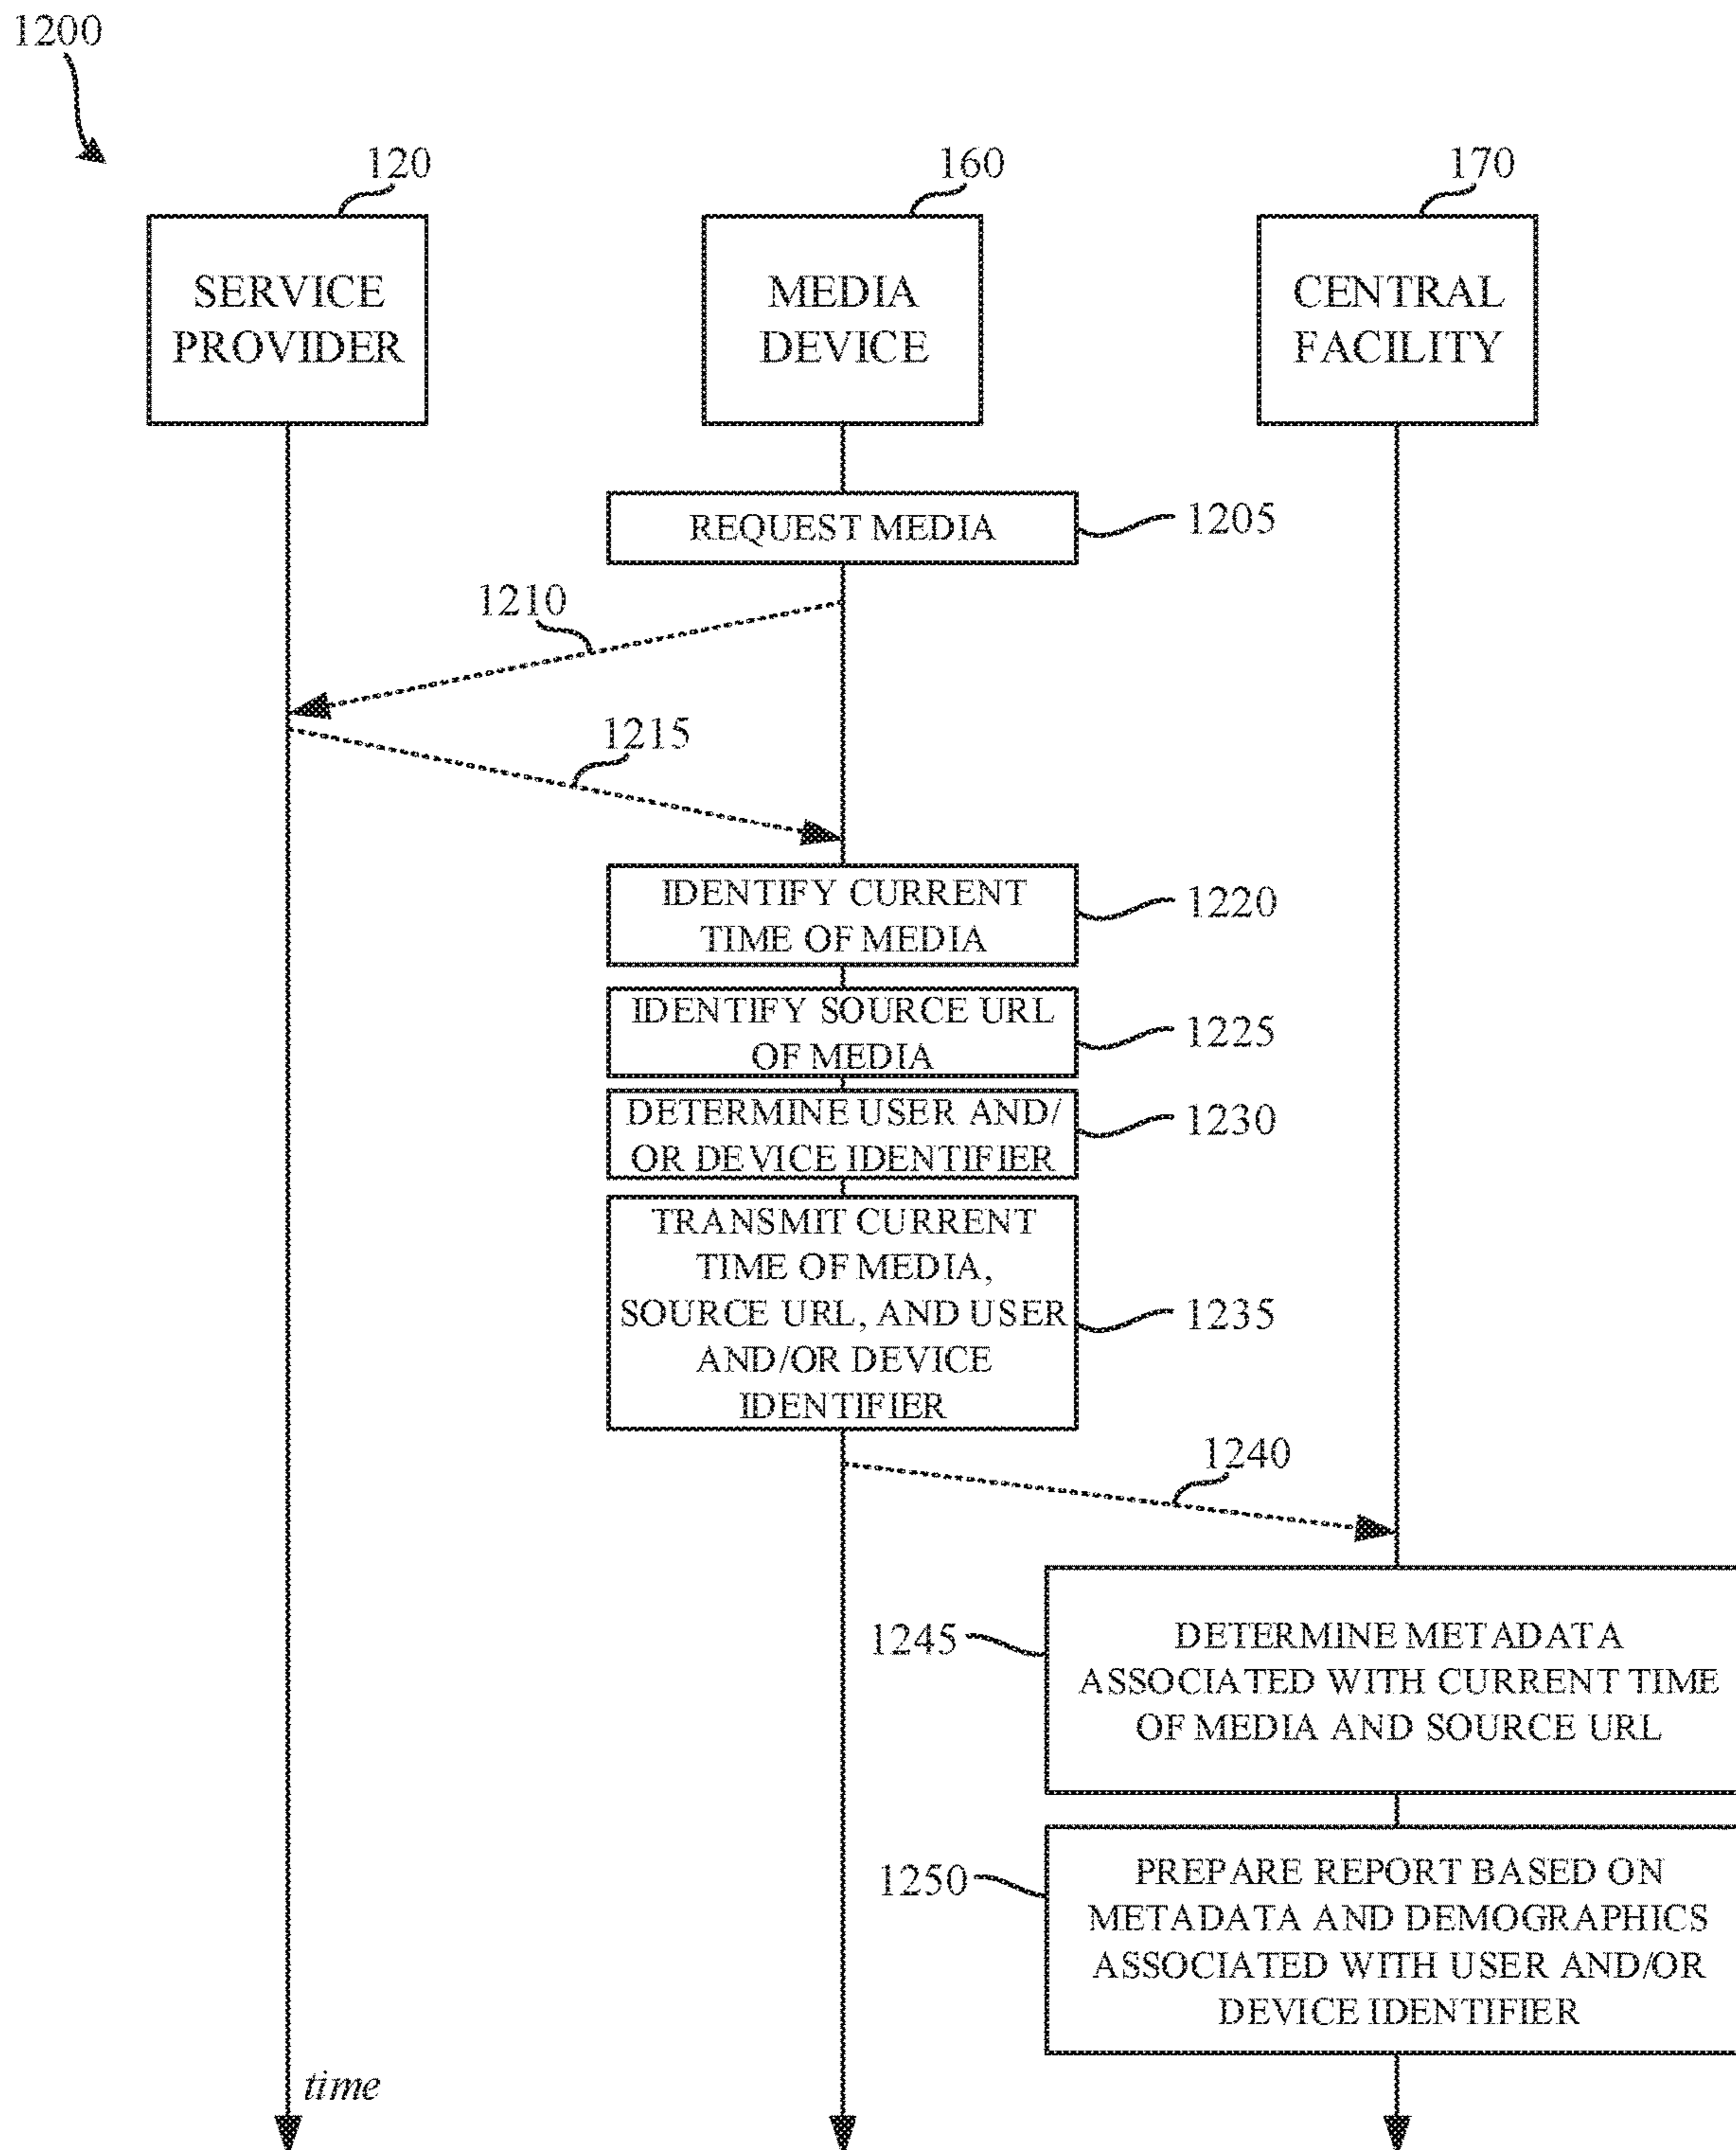 1200
120
160
170
SERVICE
PROVIDER
MEDIA
DEVICE
CENTRAL
FACILITY
REQUEST MEDIA
1205
1210
1215
IDENTIFY CURRENT
TIME OF MEDIA
1220
IDENTIFY SOURCE URL
OF MEDIA
1225
DETERMINE USER AND/
OR DEVICE IDENTIFIER
1230
TRANSMIT CURRENT
TIME OF MEDIA,
SOURCE URL, AND USER
AND/OR DEVICE
IDENTIFIER
1235
1240
1245
DETERMINE METADATA
ASSOCIATED WITH CURRENT TIME
OF MEDIA AND SOURCE URL
1250
PREPARE REPORT BASED ON
METADATA AND DEMOGRAPHICS
ASSOCIATED WITH USER AND/OR
DEVICE IDENTIFIER
time